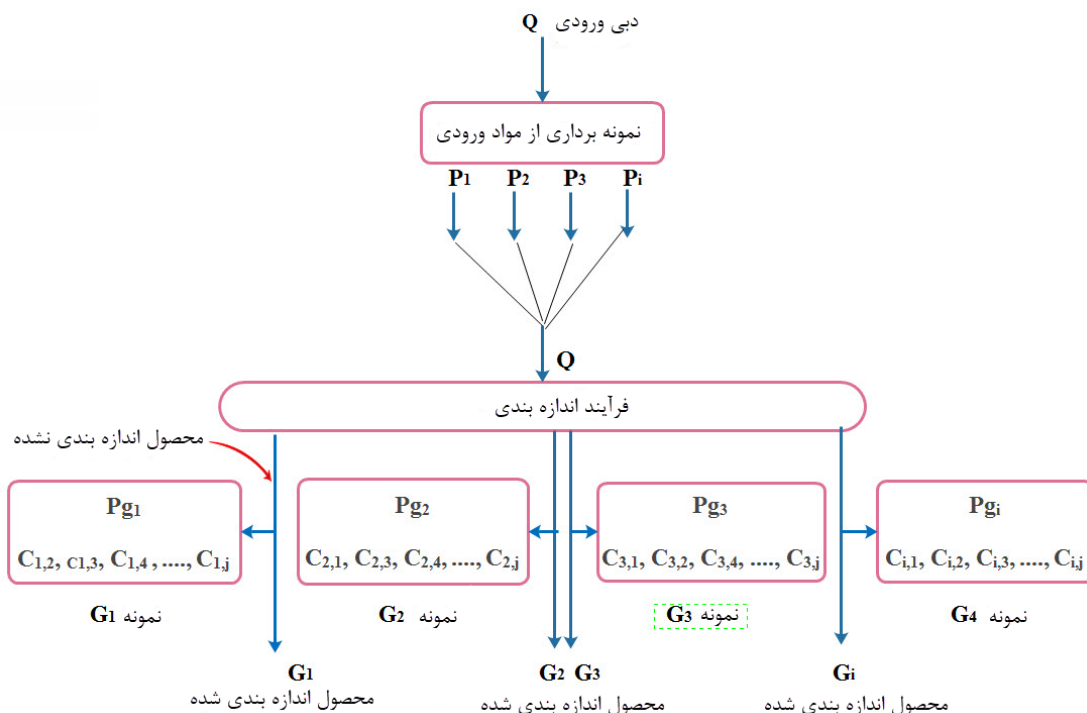 دبی ورودی Q
نمونه برداری از مواد ورودی
P1 P2 P3 Pi
Q
فرآیند اندازه بندی
محصول اندازه بندی نشده
Pg1
C1,2, C1,3, C1,4 , ...., C1,j
نمونه G1
Pg2
C2,1, C2,3, C2,4, ...., C2,j
نمونه G2
Pg3
C3,1, C3,2, C3,4, ...., C3,j
نمونه G3
Pgi
Ci,1, Ci,2, Ci,3, ...., Ci,j
نمونه G4
G1
محصول اندازه بندی شده
G2 G3
محصول اندازه بندی شده
Gi
محصول اندازه بندی شده